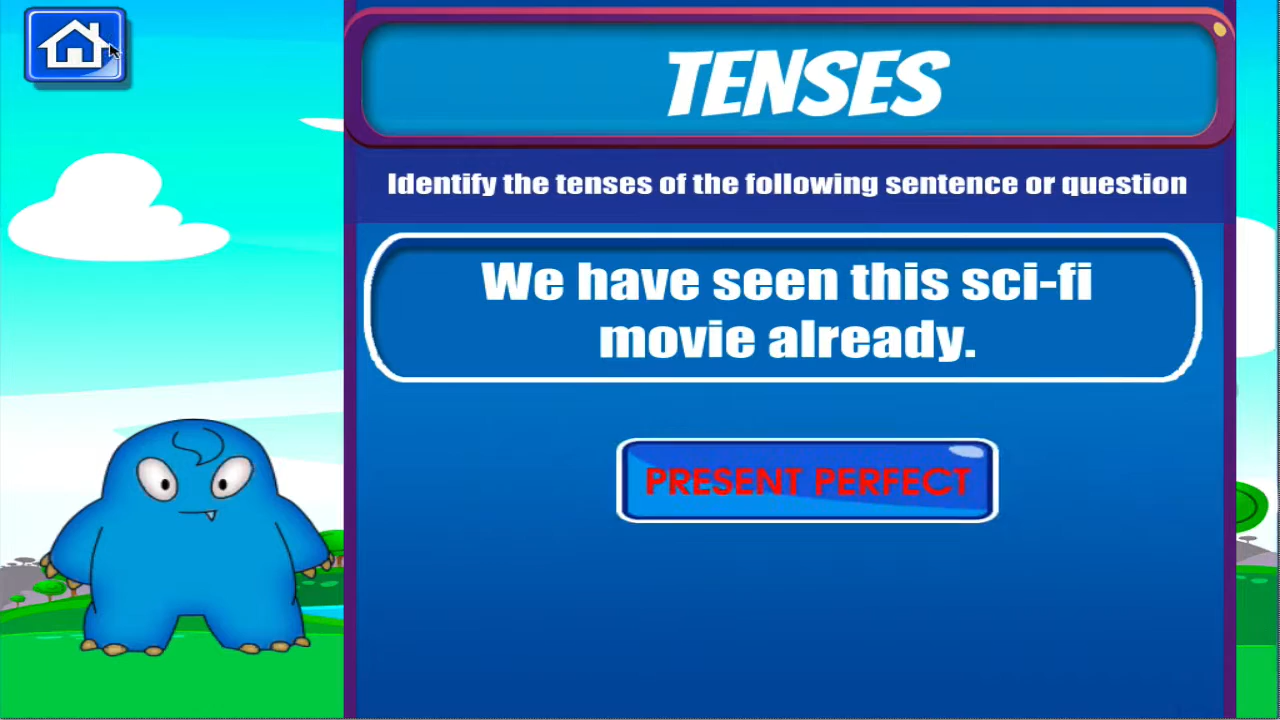 TENSES
Identify the tenses of the following sentence or question
We have seen this sci-fi
movie already.
PRESENT PERFECT